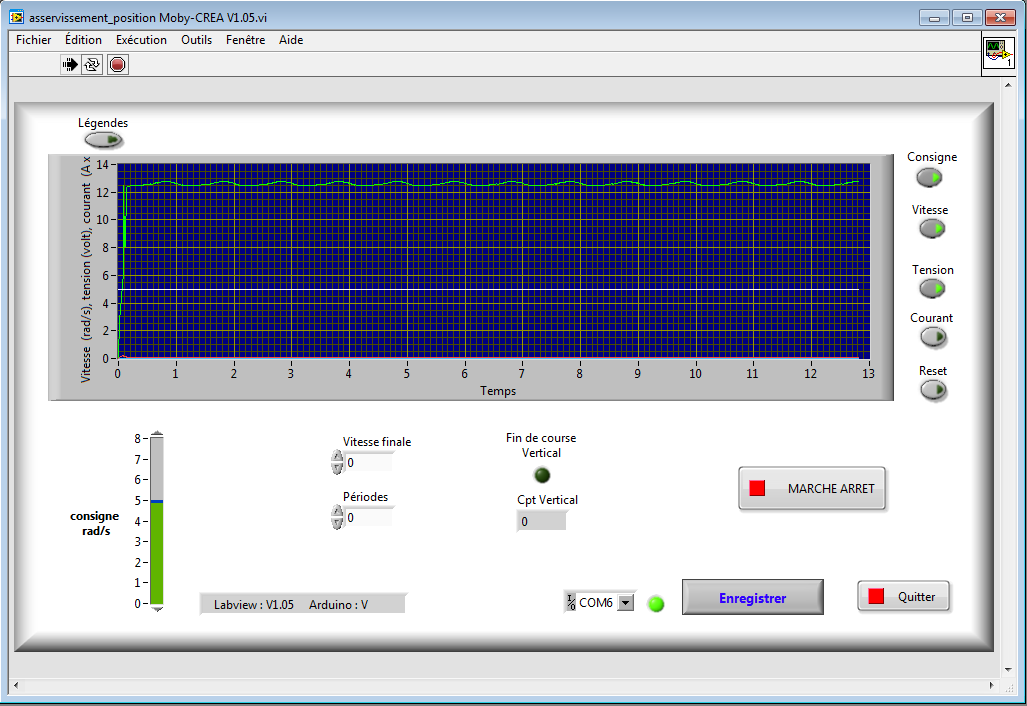 asservissement_position Moby-CREA V1.05.vi
Fichier Édition Exécution Outils Fenêtre Aide
1
Légendes
Vitesse (rad/s), tension (volt), courant (A x
14
12
10
8
6
4
2
0
0 1 2 3 4 5 6 7 8 9 10 11 12 13
Temps
Consigne
Vitesse
Tension
Courant
Reset
consigne
rad/s
8
7
6
5
4
3
2
1
0
Vitesse finale
0
Périodes
0
Fin de course
Vertical
Cpt Vertical
0
MARCHE ARRET
Labview : V1.05 Arduino : V
I/O COM6
Enregistrer
Quitter